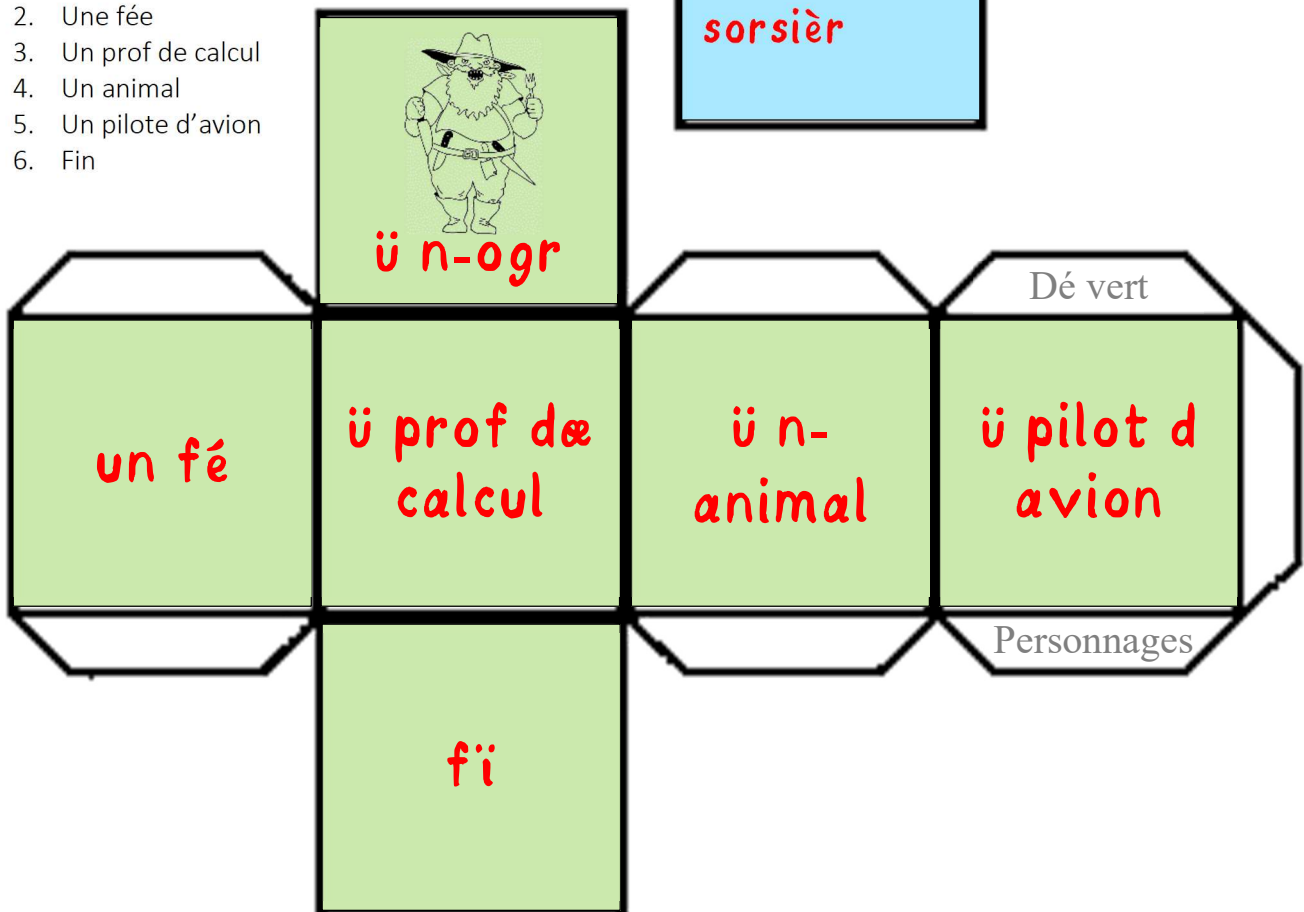 2. Une fée
3. Un prof de calcul
4. Un animal
5. Un pilote d’avion
6. Fin
sorsièr
ü n-ogr
Dé vert
un fé
ü prof dœ
calcul
ü n-
animal
ü pilot d
avion
Personnages
fï